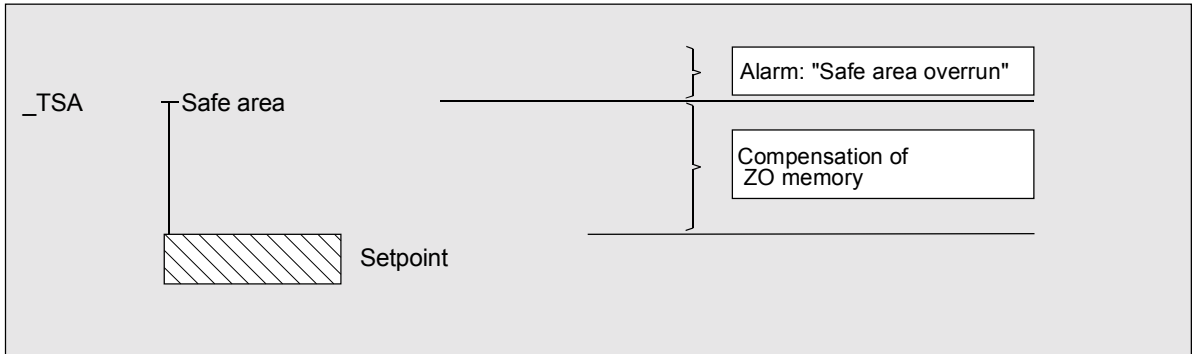 Alarm: "Safe area overrun"
_TSA
Safe area
Compensation of
ZO memory
Setpoint